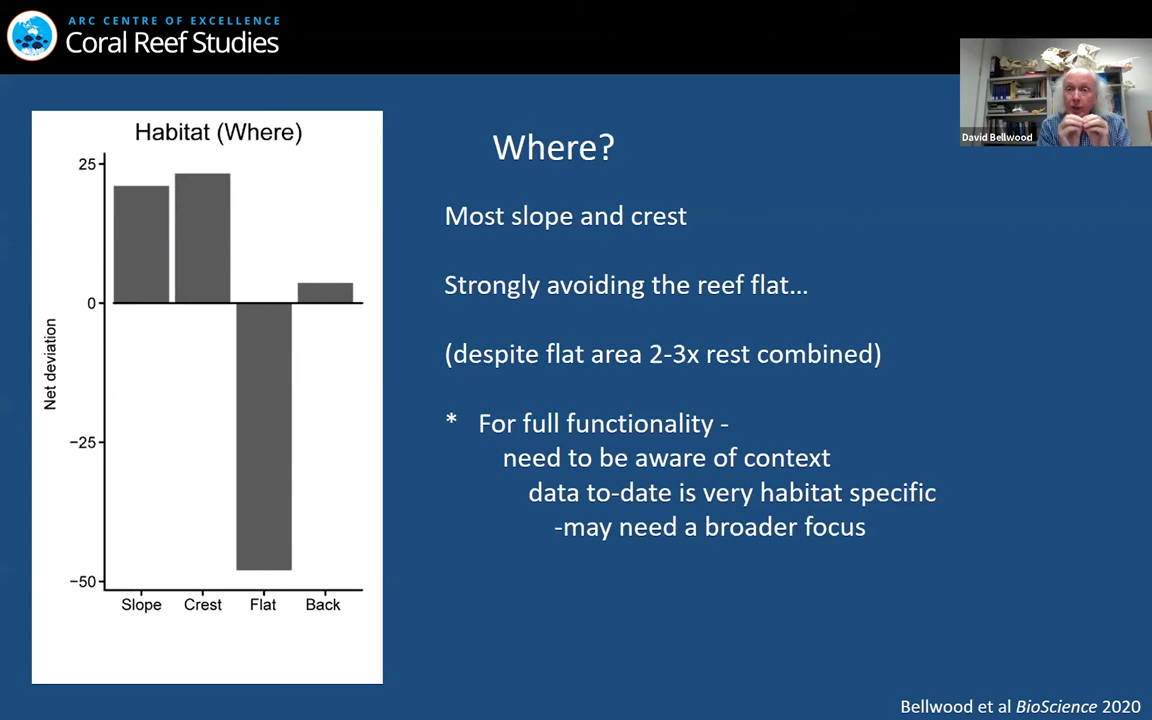 ARC CENTRE OF EXCELLENCE
Coral Reef Studies
David Bellwood
Habitat (Where)
25
0
−25
−50
Net deviation
Slope Crest Flat Back
Where?
Most slope and crest
Strongly avoiding the reef flat...
(despite flat area 2-3x rest combined)
* For full functionality -
need to be aware of context
data to-date is very habitat specific
-may need a broader focus
Bellwood et al BioScience 2020